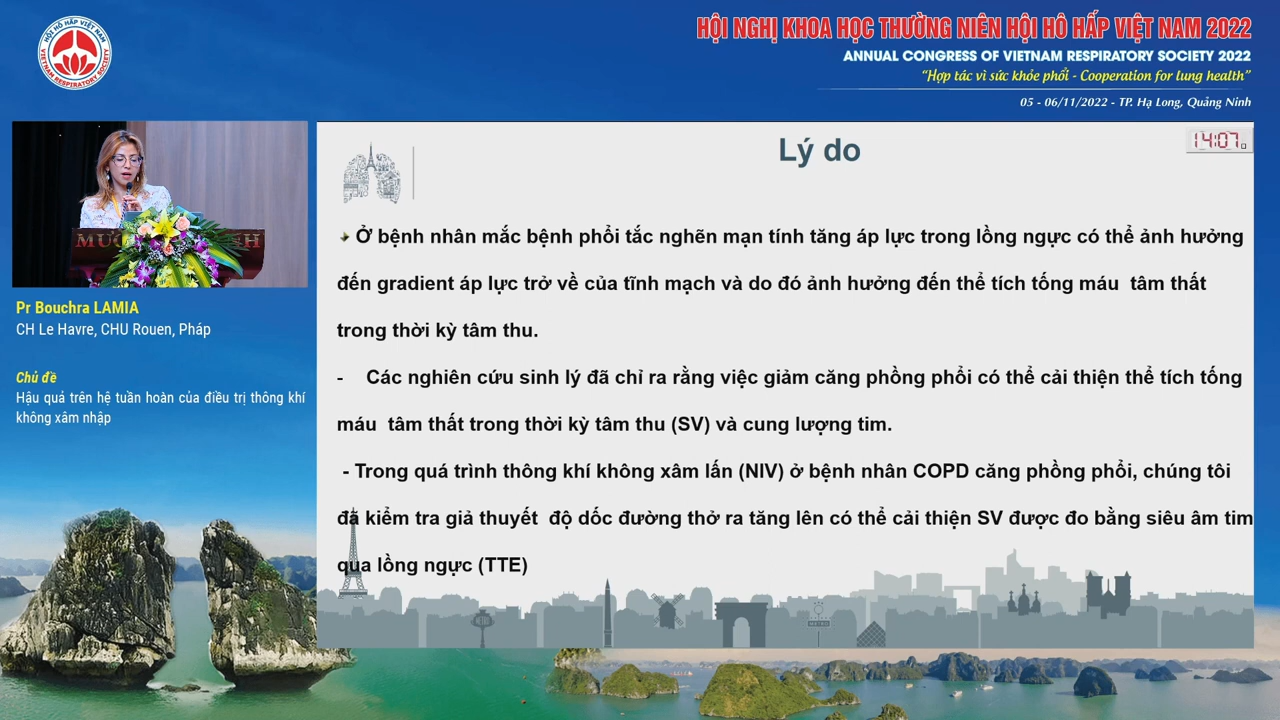 HỘI HÔ HẤP VIỆT NAM
VIETNAM RESPIRATORY SOCIETY
HỘI NGHỊ KHOA HỌC THƯỜNG NIÊN HỘI HÔ HẤP VIỆT NAM 2022
ANNUAL CONGRESS OF VIETNAM RESPIRATORY SOCIETY 2022
“Hợp tác vì sức khỏe phổi - Cooperation for lung health”
05 - 06/11/2022 - TP. Hạ Long, Quảng Ninh
Pr Bouchra LAMIA
CH Le Havre, CHU Rouen, Pháp
Chủ đề
Hậu quả trên hệ tuần hoàn của điều trị thông khí
không xâm nhập
Lý do
14:07
Ở bệnh nhân mắc bệnh phổi tắc nghẽn mạn tính tăng áp lực trong lồng ngực có thể ảnh hưởng
đến gradient áp lực trở về của tĩnh mạch và do đó ảnh hưởng đến thể tích tống máu tâm thất
trong thời kỳ tâm thu.
- Các nghiên cứu sinh lý đã chỉ ra rằng việc giảm căng phồng phổi có thể cải thiện thể tích tống
máu tâm thất trong thời kỳ tâm thu (SV) và cung lượng tim.
- Trong quá trình thông khí không xâm lấn (NIV) ở bệnh nhân COPD căng phồng phổi, chúng tôi
đã kiểm tra giả thuyết độ dốc đường thở ra tăng lên có thể cải thiện SV được đo bằng siêu âm tim
qua lồng ngực (TTE)